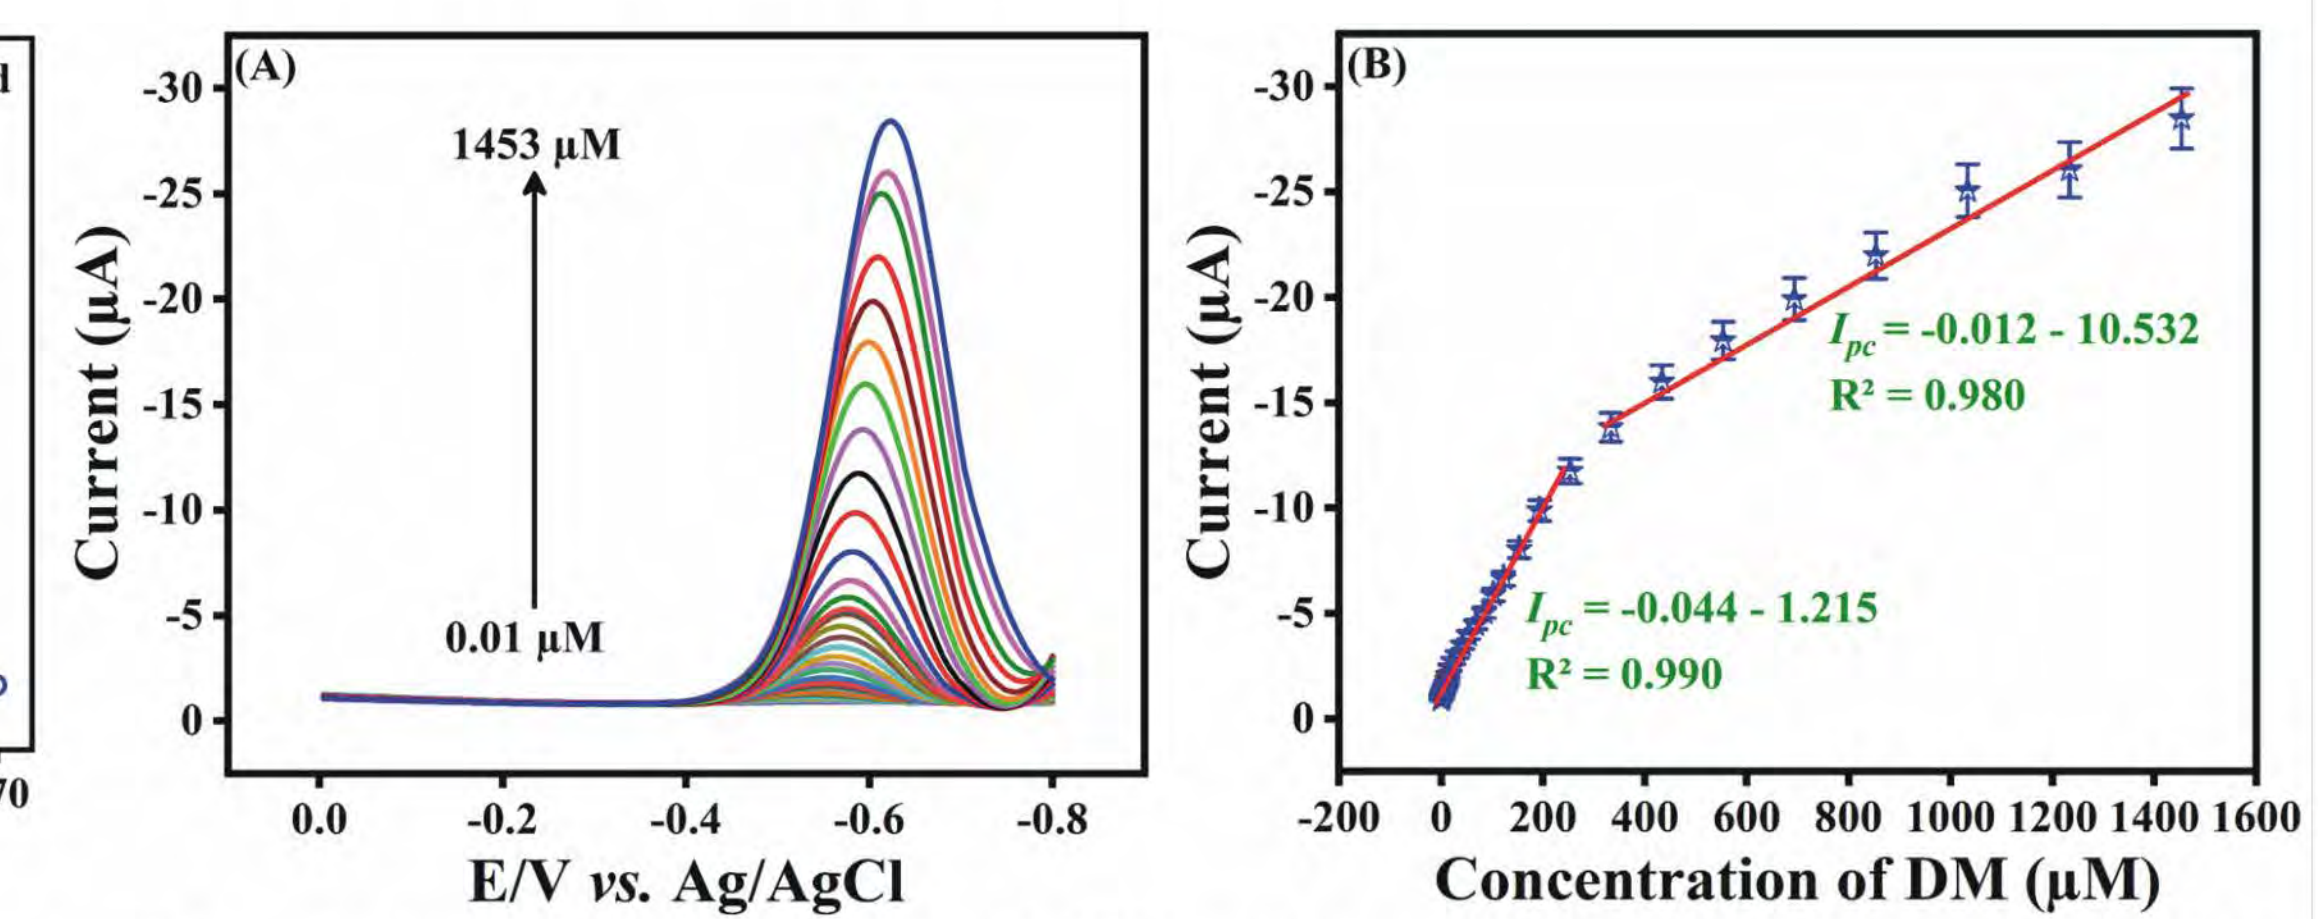 d
70
(A)
-30
-25
-20
-15
-10
-5
0
Current (µA)
1453 µM
0.01 µM
0.0 -0.2 -0.4 -0.6 -0.8
E/V vs. Ag/AgCl
(B)
-30
-25
-20
-15
-10
-5
0
Current (µA)
Ipc = -0.012 - 10.532
R² = 0.980
Ipc = -0.044 - 1.215
R² = 0.990
-200 0 200 400 600 800 1000 1200 1400 1600
Concentration of DM (µM)